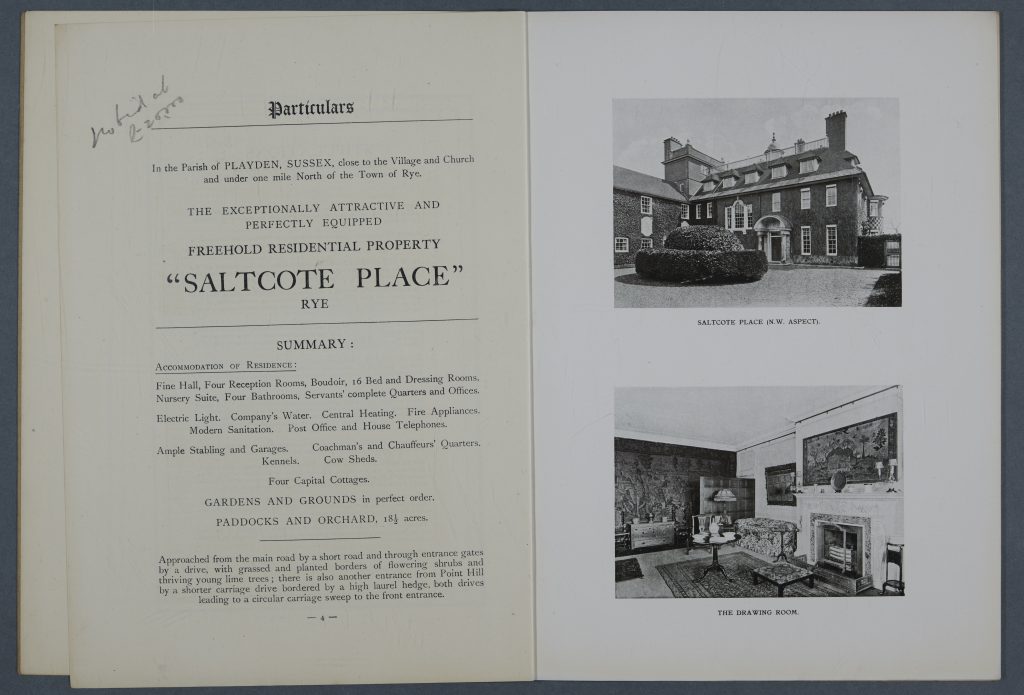 no bid at
£20500
Particulars
In the Parish of PLAYDEN, SUSSEX, close to the Village and Church
and under one mile North of the Town of Rye.
THE EXCEPTIONALLY ATTRACTIVE AND
PERFECTLY EQUIPPED
FREEHOLD RESIDENTIAL PROPERTY
"SALTCOTE PLACE"
RYE
SUMMARY :
ACCOMMODATION OF RESIDENCE:
Fine Hall, Four Reception Rooms, Boudoir, 16 Bed and Dressing Rooms,
Nursery Suite, Four Bathrooms, Servants' complete Quarters and Offices.
Electric Light. Company's Water. Central Heating. Fire Appliances.
Modern Sanitation. Post Office and House Telephones.
Ample Stabling and Garages. Coachman's and Chauffeurs' Quarters.
Kennels. Cow Sheds.
Four Capital Cottages.
GARDENS AND GROUNDS in perfect order.
PADDOCKS AND ORCHARD, 18½ acres.
Approached from the main road by a short road and through entrance gates
by a drive, with grassed and planted borders of flowering shrubs and
thriving young lime trees; there is also another entrance from Point Hill
by a shorter carriage drive bordered by a high laurel hedge, both drives
leading to a circular carriage sweep to the front entrance.
— 4 —
SALTCOTE PLACE (N.W. ASPECT).
THE DRAWING ROOM.